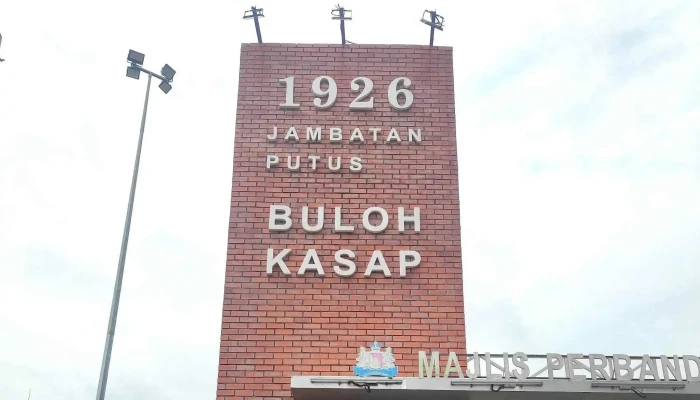 1926
JAMBATAN
PUTUS
BULOH
KASAP
MAJLIS PERBAND